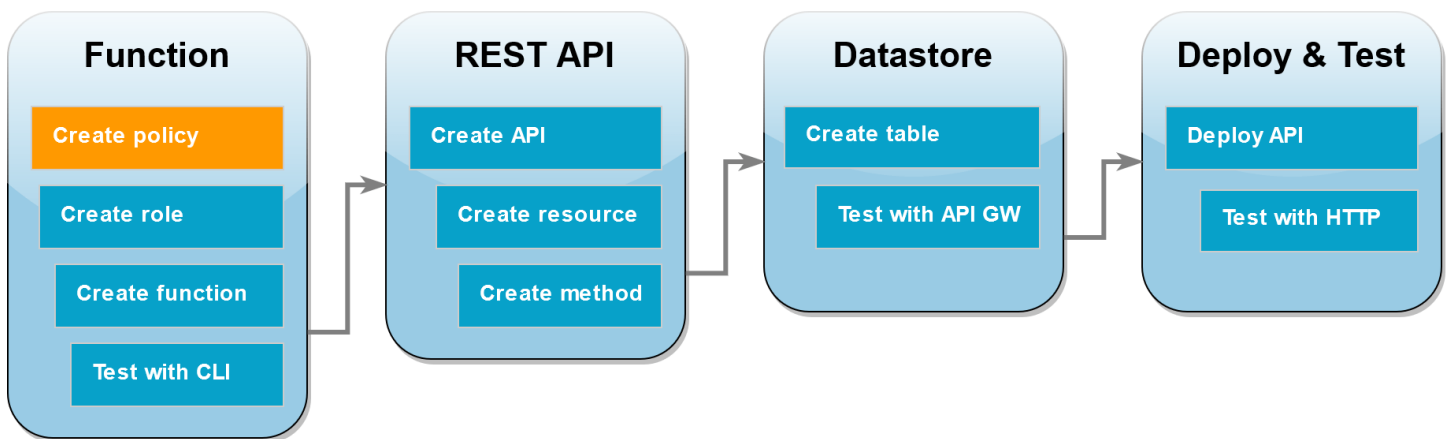 Function
Create policy
Create role
Create function
Test with CLI
REST API
Create API
Create resource
Create method
Datastore
Create table
Test with API GW
Deploy & Test
Deploy API
Test with HTTP